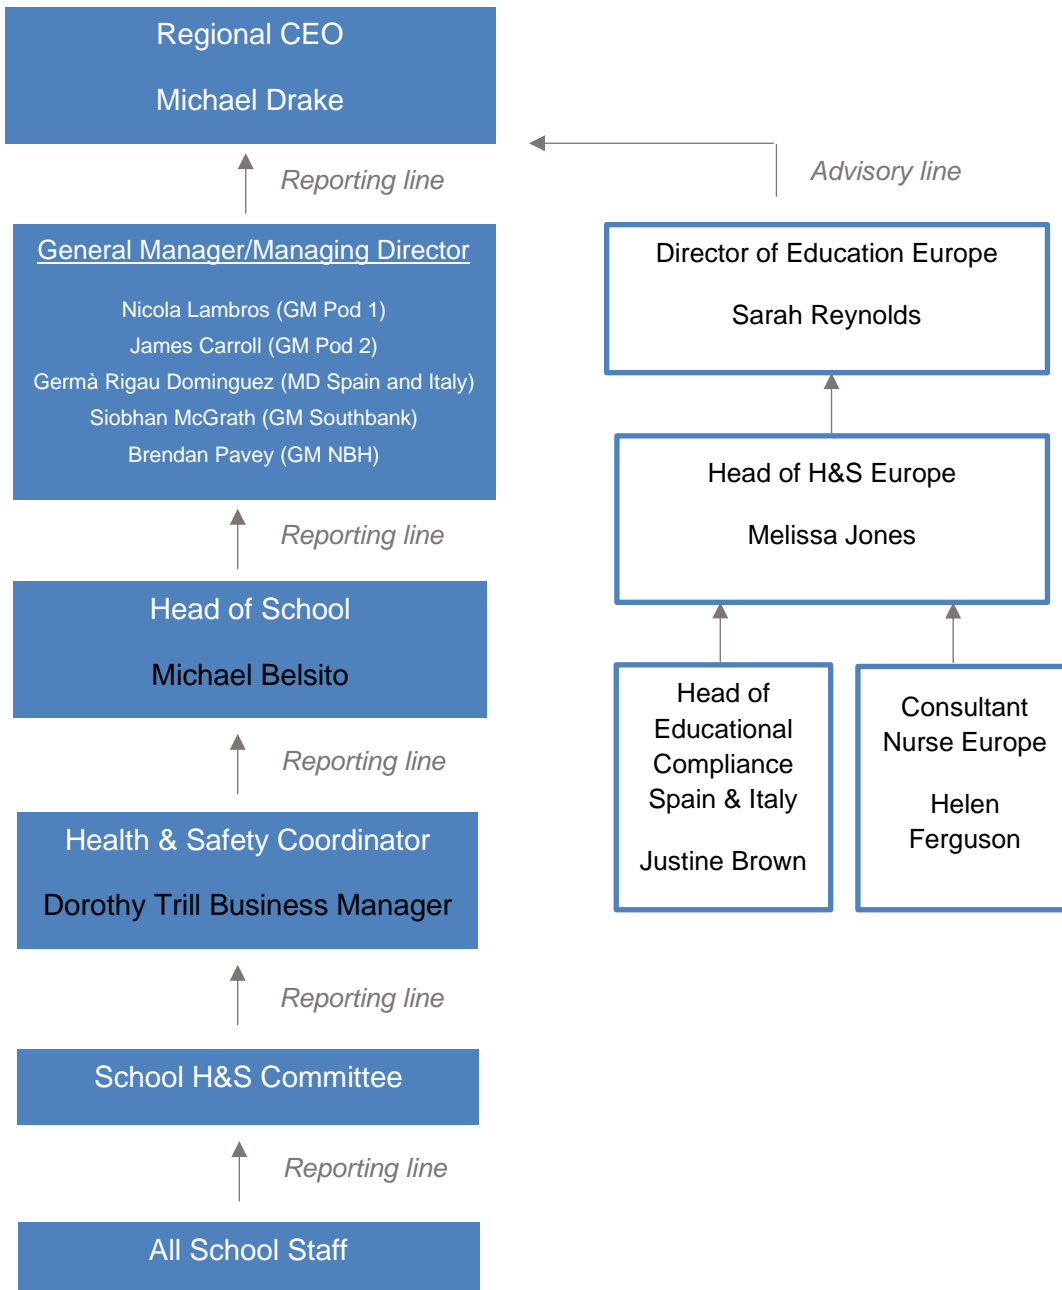 Regional CEO
Michael Drake
Reporting line
Advisory line
General Manager/Managing Director
Nicola Lambros (GM Pod 1)
James Carroll (GM Pod 2)
Germà Rigau Dominguez (MD Spain and Italy)
Siobhan McGrath (GM Southbank)
Brendan Pavey (GM NBH)
Director of Education Europe
Sarah Reynolds
Reporting line
Head of H&S Europe
Melissa Jones
Head of School
Michael Belsito
Reporting line
Head of
Educational
Compliance
Spain & Italy
Justine Brown
Consultant
Nurse Europe
Helen
Ferguson
Health & Safety Coordinator
Dorothy Trill Business Manager
Reporting line
School H&S Committee
Reporting line
All School Staff